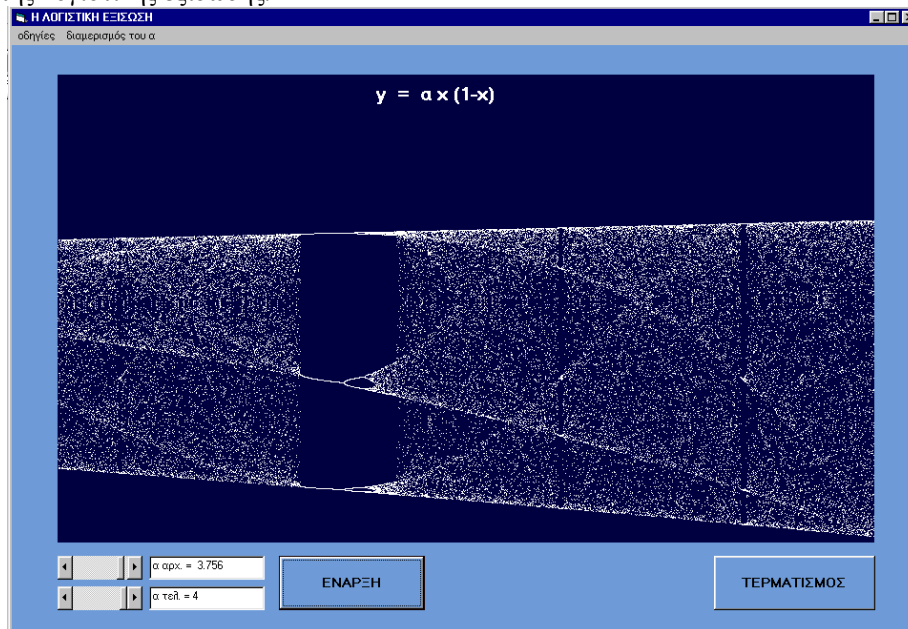 Η ΛΟΓΙΣΤΙΚΗ ΕΞΙΣΩΣΗ
οδηγίες διαμερισμός του α
y = α x (1-x)
α αρχ. = 3.756
α τελ. = 4
ΕΝΑΡΞΗ
ΤΕΡΜΑΤΙΣΜΟΣ